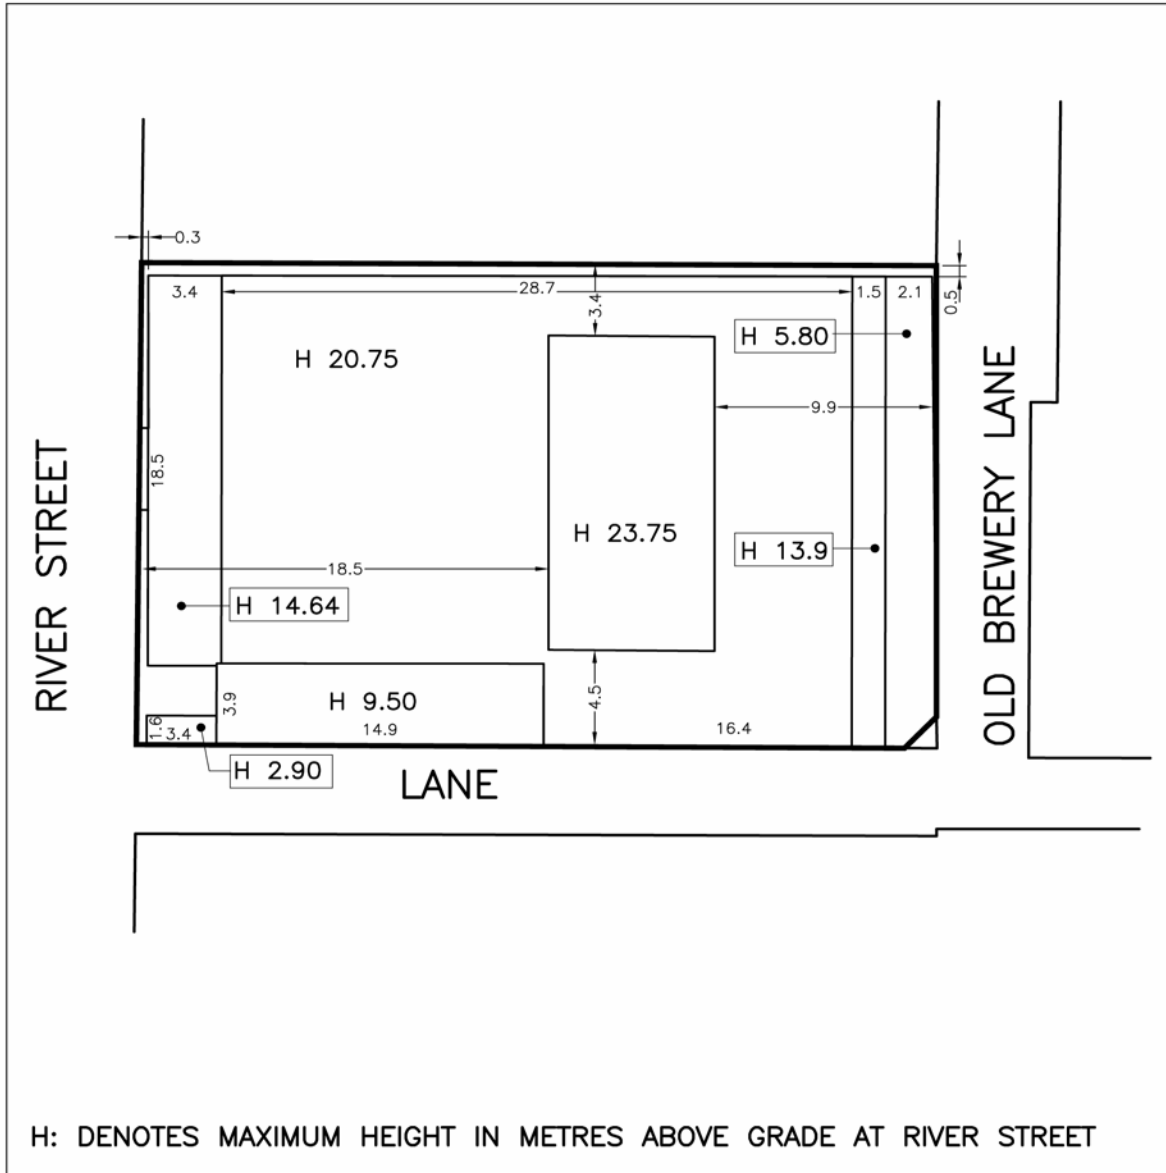 0.3
3.4
28.7
1.5
2.1
0.5
3.4
H 20.75
H 5.80
9.9
RIVER STREET
18.5
H 23.75
H 13.9
OLD BREWERY LANE
18.5
H 14.64
3.9
H 9.50
14.9
4.5
16.4
1.6
3.4
H 2.90
LANE
H: DENOTES MAXIMUM HEIGHT IN METRES ABOVE GRADE AT RIVER STREET